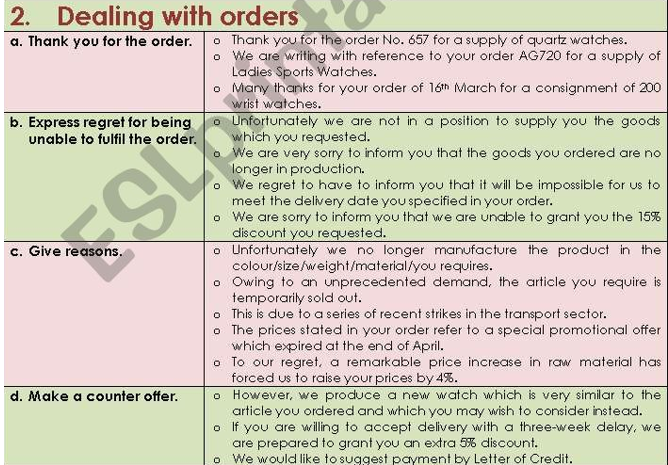 2. Dealing with orders
a. Thank you for the order.
o Thank you for the order No. 657 for a supply of quartz watches.
o We are writing with reference to your order AG720 for a supply of
Ladies Sports Watches.
o Many thanks for your order of 16th March for a consignment of 200
wrist watches.
b. Express regret for being
unable to fulfil the order.
o Unfortunately we are not in a position to supply you the goods
which you requested.
o We are very sorry to inform you that the goods you ordered are no
longer in production.
o We regret to have to inform you that it will be impossible for us to
meet the delivery date you specified in your order.
o We are sorry to inform you that we are unable to grant you the 15%
discount you requested.
c. Give reasons.
o Unfortunately we no longer manufacture the product in the
colour/size/weight/material/you requires.
o Owing to an unprecedented demand, the article you require is
temporarily sold out.
o This is due to a series of recent strikes in the transport sector.
o The prices stated in your order refer to a special promotional offer
which expired at the end of April.
o To our regret, a remarkable price increase in raw material has
forced us to raise your prices by 4%.
d. Make a counter offer.
o However, we produce a new watch which is very similar to the
article you ordered and which you may wish to consider instead.
o If you are willing to accept delivery with a three-week delay, we
are prepared to grant you an extra 5% discount.
o We would like to suggest payment by Letter of Credit.
ESLprinta